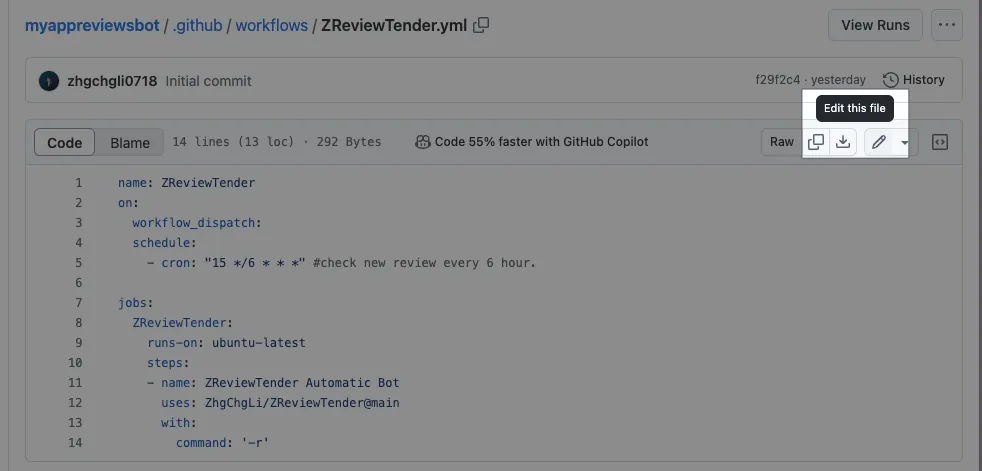 myappreviewsbot / .github / workflows / ZReviewTender.yml
View Runs
zhgchgli0718 Initial commit
f29f2c4 · yesterday
History
Edit this file
Code
Blame
14 lines (13 loc) · 292 Bytes
Code 55% faster with GitHub Copilot
Raw
1 name: ZReviewTender
2 on:
3   workflow_dispatch:
4   schedule:
5     - cron: "15 */6 * * *" #check new review every 6 hour.
6
7 jobs:
8   ZReviewTender:
9     runs-on: ubuntu-latest
10     steps:
11     - name: ZReviewTender Automatic Bot
12       uses: ZhgChgLi/ZReviewTender@main
13       with:
14         command: '-r'